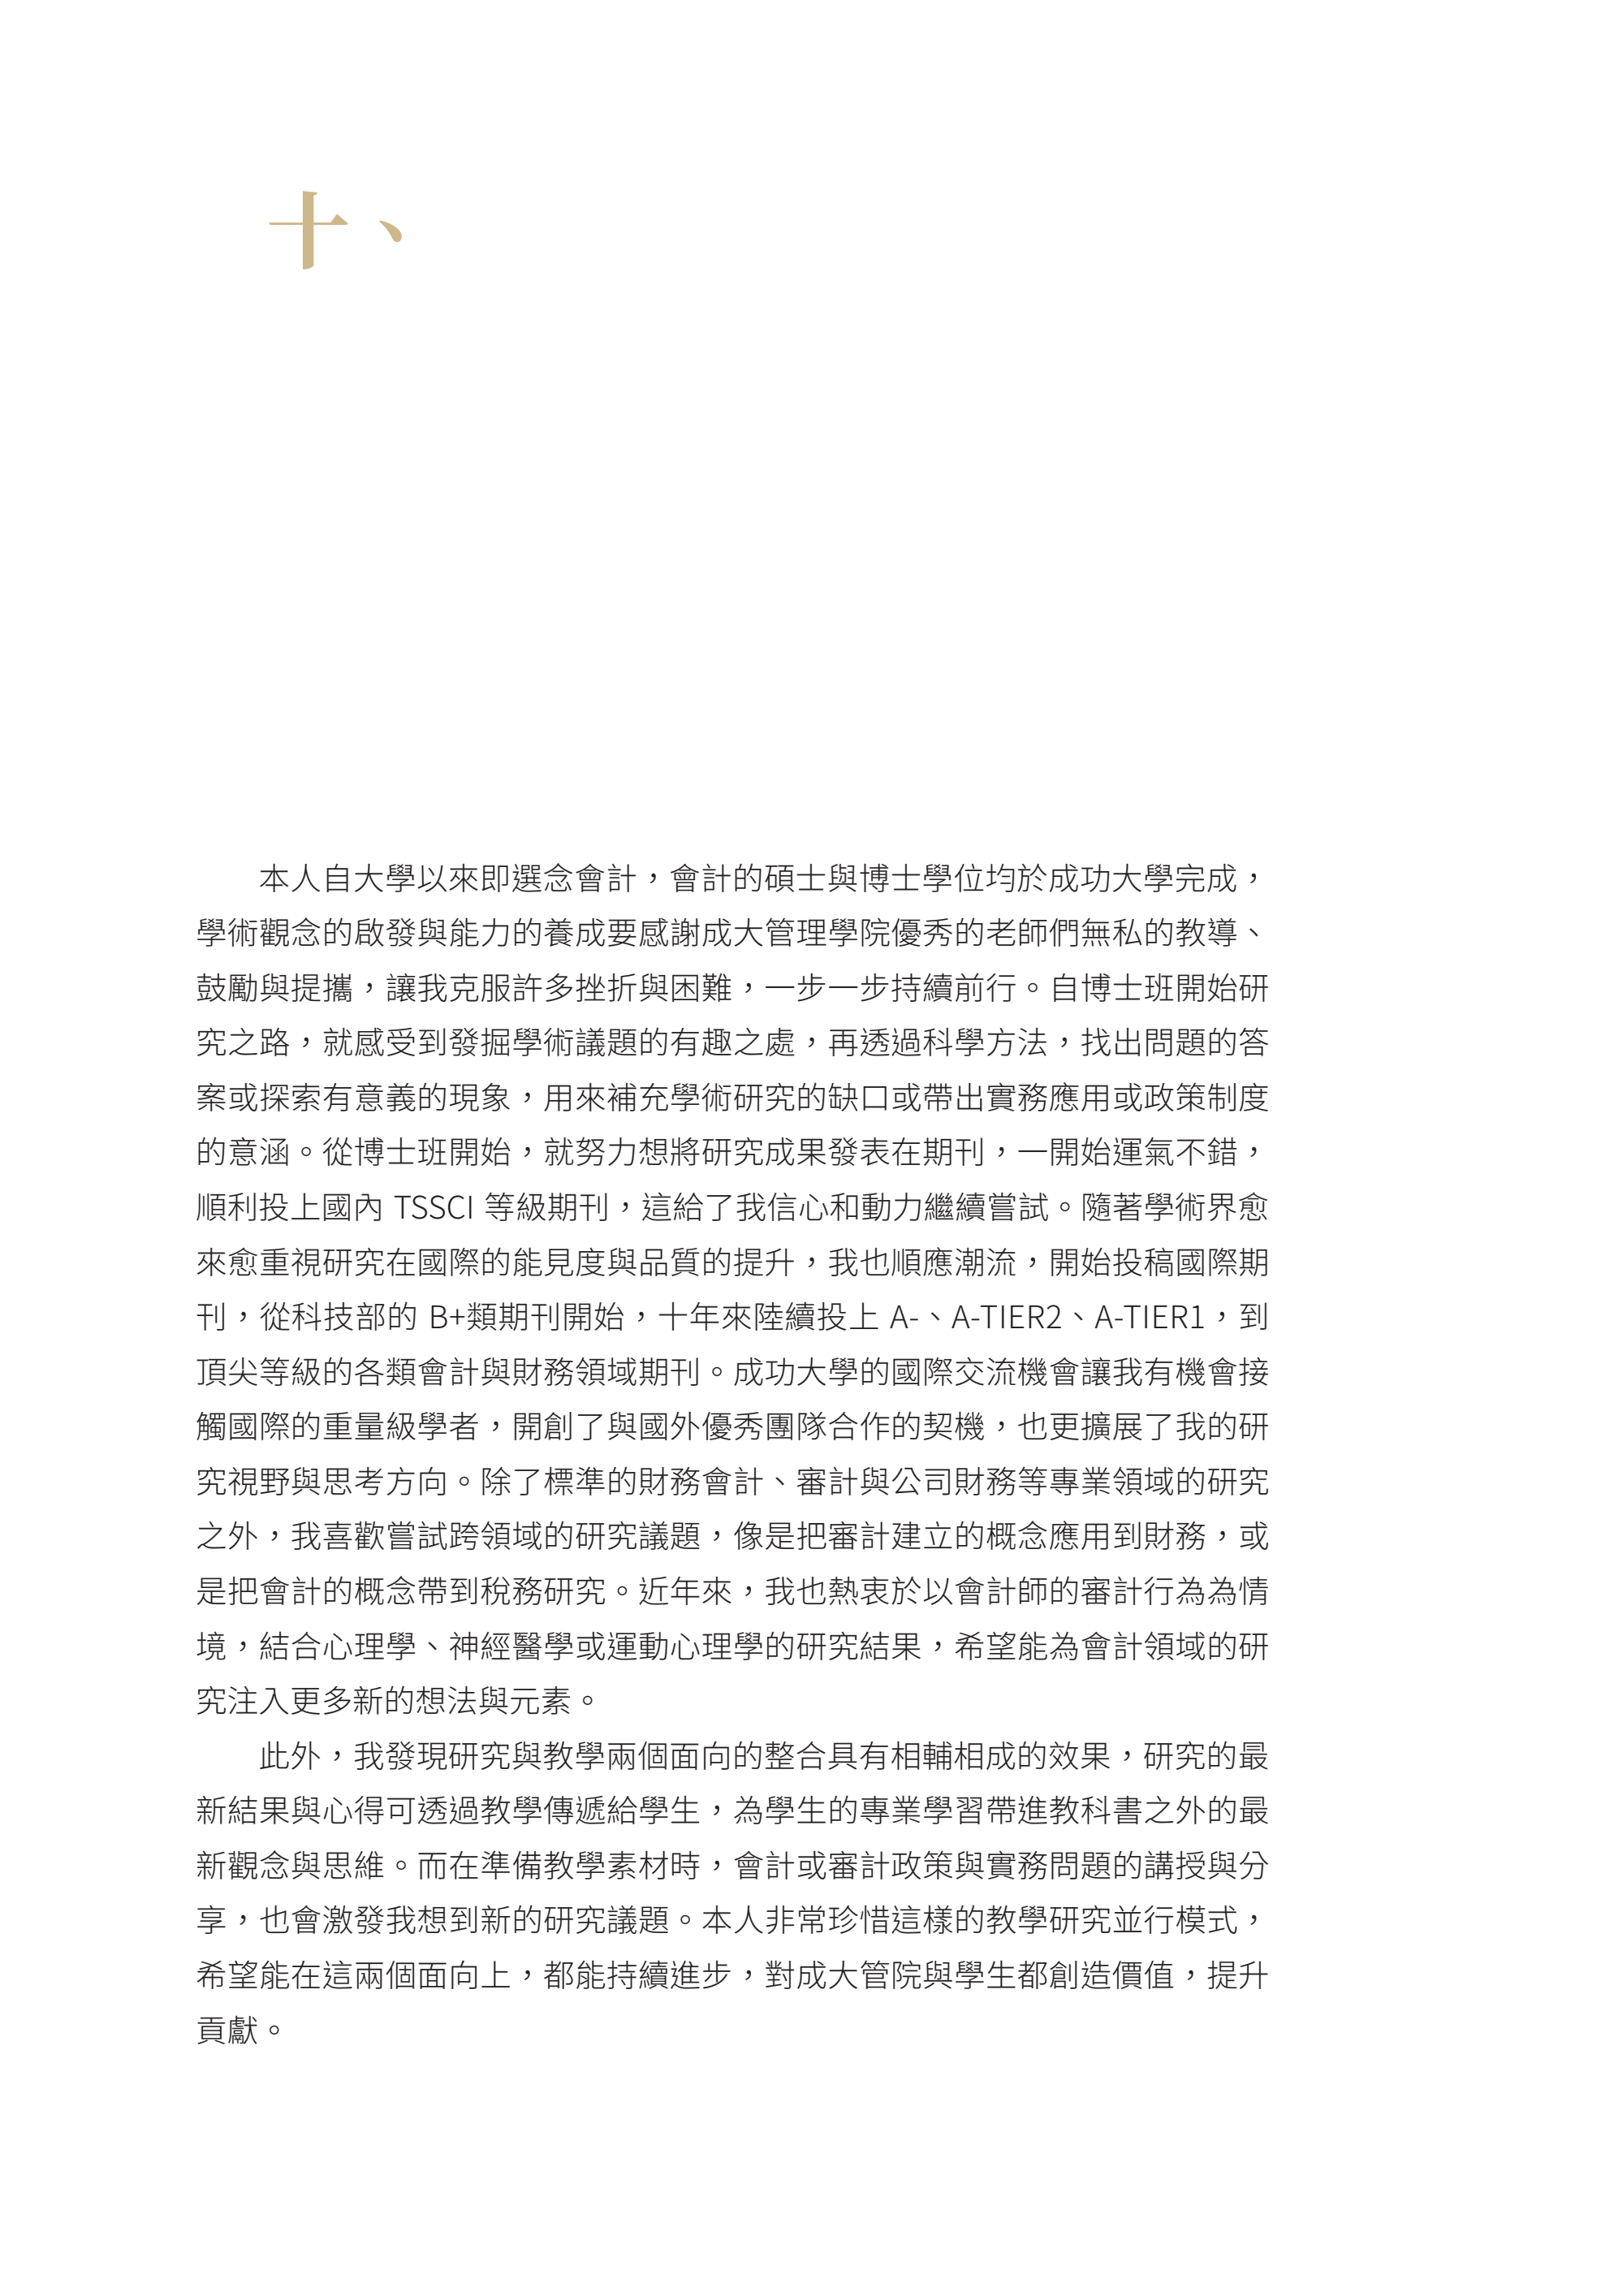 十、
本人自大學以來即選念會計，會計的碩士與博士學位均於成功大學完成，
學術觀念的啟發與能力的養成要感謝成大管理學院優秀的老師們無私的教導、
鼓勵與提攜，讓我克服許多挫折與困難，一步一步持續前行。自博士班開始研
究之路，就感受到發掘學術議題的有趣之處，再透過科學方法，找出問題的答
案或探索有意義的現象，用來補充學術研究的缺口或帶出實務應用或政策制度
的意涵。從博士班開始，就努力想將研究成果發表在期刊，一開始運氣不錯，
順利投上國內 TSSCI 等級期刊，這給了我信心和動力繼續嘗試。隨著學術界愈
來愈重視研究在國際的能見度與品質的提升，我也順應潮流，開始投稿國際期
刊，從科技部的 B+類期刊開始，十年來陸續投上 A-、A-TIER2、A-TIER1，到
頂尖等級的各類會計與財務領域期刊。成功大學的國際交流機會讓我有機會接
觸國際的重量級學者，開創了與國外優秀團隊合作的契機，也更擴展了我的研
究視野與思考方向。除了標準的財務會計、審計與公司財務等專業領域的研究
之外，我喜歡嘗試跨領域的研究議題，像是把審計建立的概念應用到財務，或
是把會計的概念帶到稅務研究。近年來，我也熱衷於以會計師的審計行為為情
境，結合心理學、神經醫學或運動心理學的研究結果，希望能為會計領域的研
究注入更多新的想法與元素。
此外，我發現研究與教學兩個面向的整合具有相輔相成的效果，研究的最
新結果與心得可透過教學傳遞給學生，為學生的專業學習帶進教科書之外的最
新觀念與思維。而在準備教學素材時，會計或審計政策與實務問題的講授與分
享，也會激發我想到新的研究議題。本人非常珍惜這樣的教學研究並行模式，
希望能在這兩個面向上，都能持續進步，對成大管院與學生都創造價值，提升
貢獻。